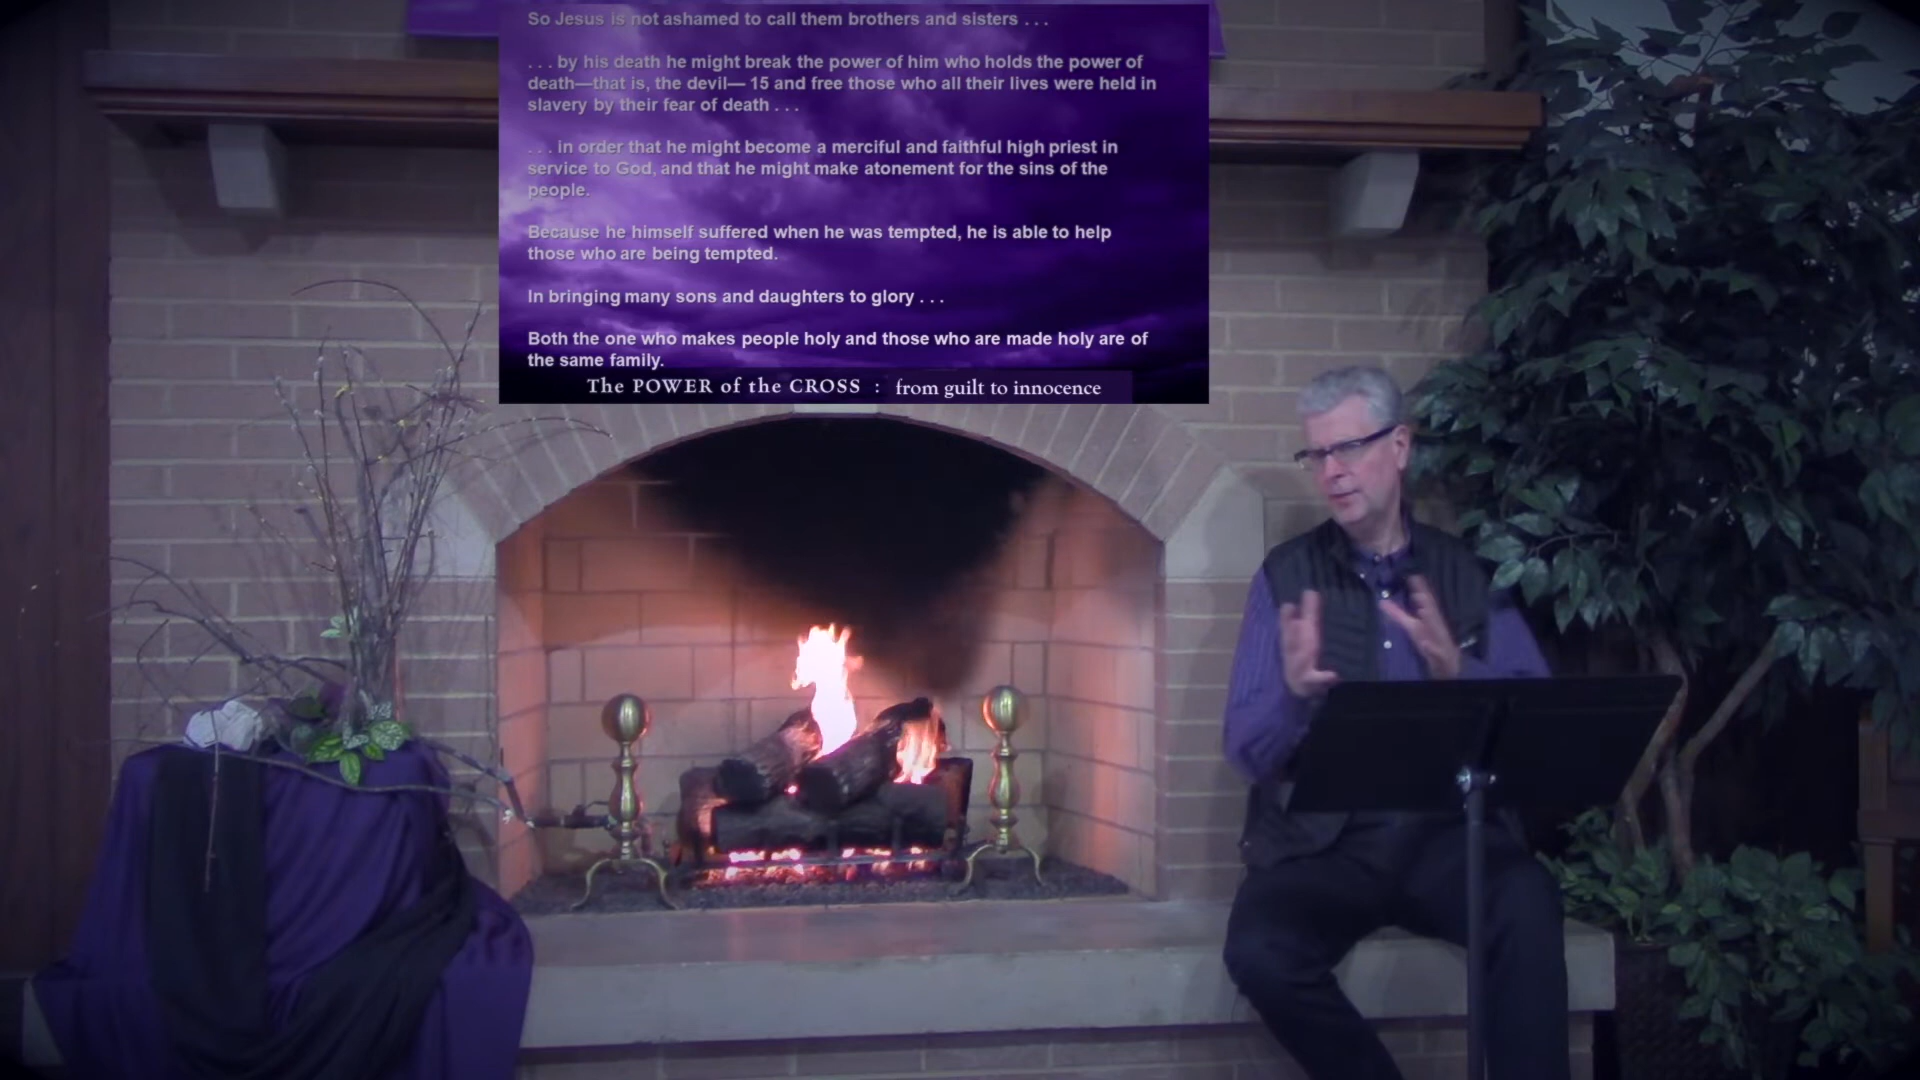 So Jesus is not ashamed to call them brothers and sisters . . .
. . . by his death he might break the power of him who holds the power of
death—that is, the devil— 15 and free those who all their lives were held in
slavery by their fear of death . . .
. . . in order that he might become a merciful and faithful high priest in
service to God, and that he might make atonement for the sins of the
people.
Because he himself suffered when he was tempted, he is able to help
those who are being tempted.
In bringing many sons and daughters to glory . . .
Both the one who makes people holy and those who are made holy are of
the same family.
The POWER of the CROSS : from guilt to innocence